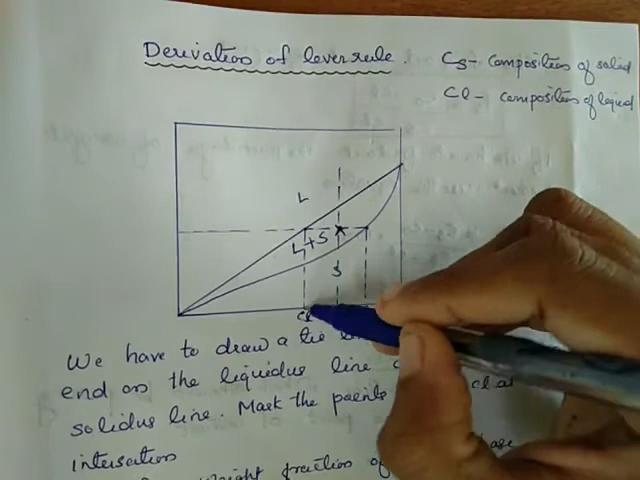 Derivation of lever rule.
Cs - composition of solid
Cl - composition of liquid
L
L+S
S
Cl
We have to draw a tie
end on the liquidus line
solidus line. Mark the points
intersection
weight fraction of